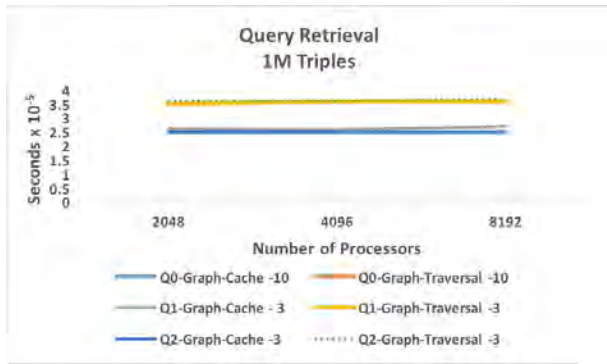 Query Retrieval
1M Triples
Seconds x 10⁻⁵
4
3.5
3
2.5
2
1.5
1
0.5
0
2048 4096 8192
Number of Processors
Q0-Graph-Cache -10 Q0-Graph-Traversal -10
Q1-Graph-Cache - 3 Q1-Graph-Traversal -3
Q2-Graph-Cache -3 Q2-Graph-Traversal -3